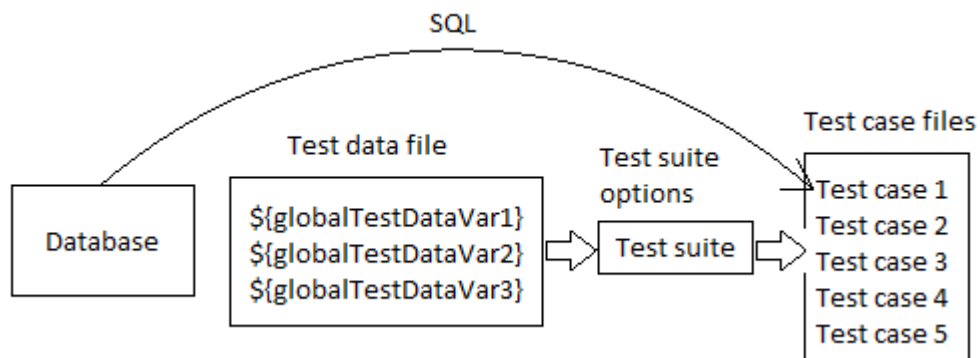 SQL
Test case files
Test data file
Test suite
options
Database
${globalTestDataVar1}
${globalTestDataVar2}
${globalTestDataVar3}
Test suite
Test case 1
Test case 2
Test case 3
Test case 4
Test case 5